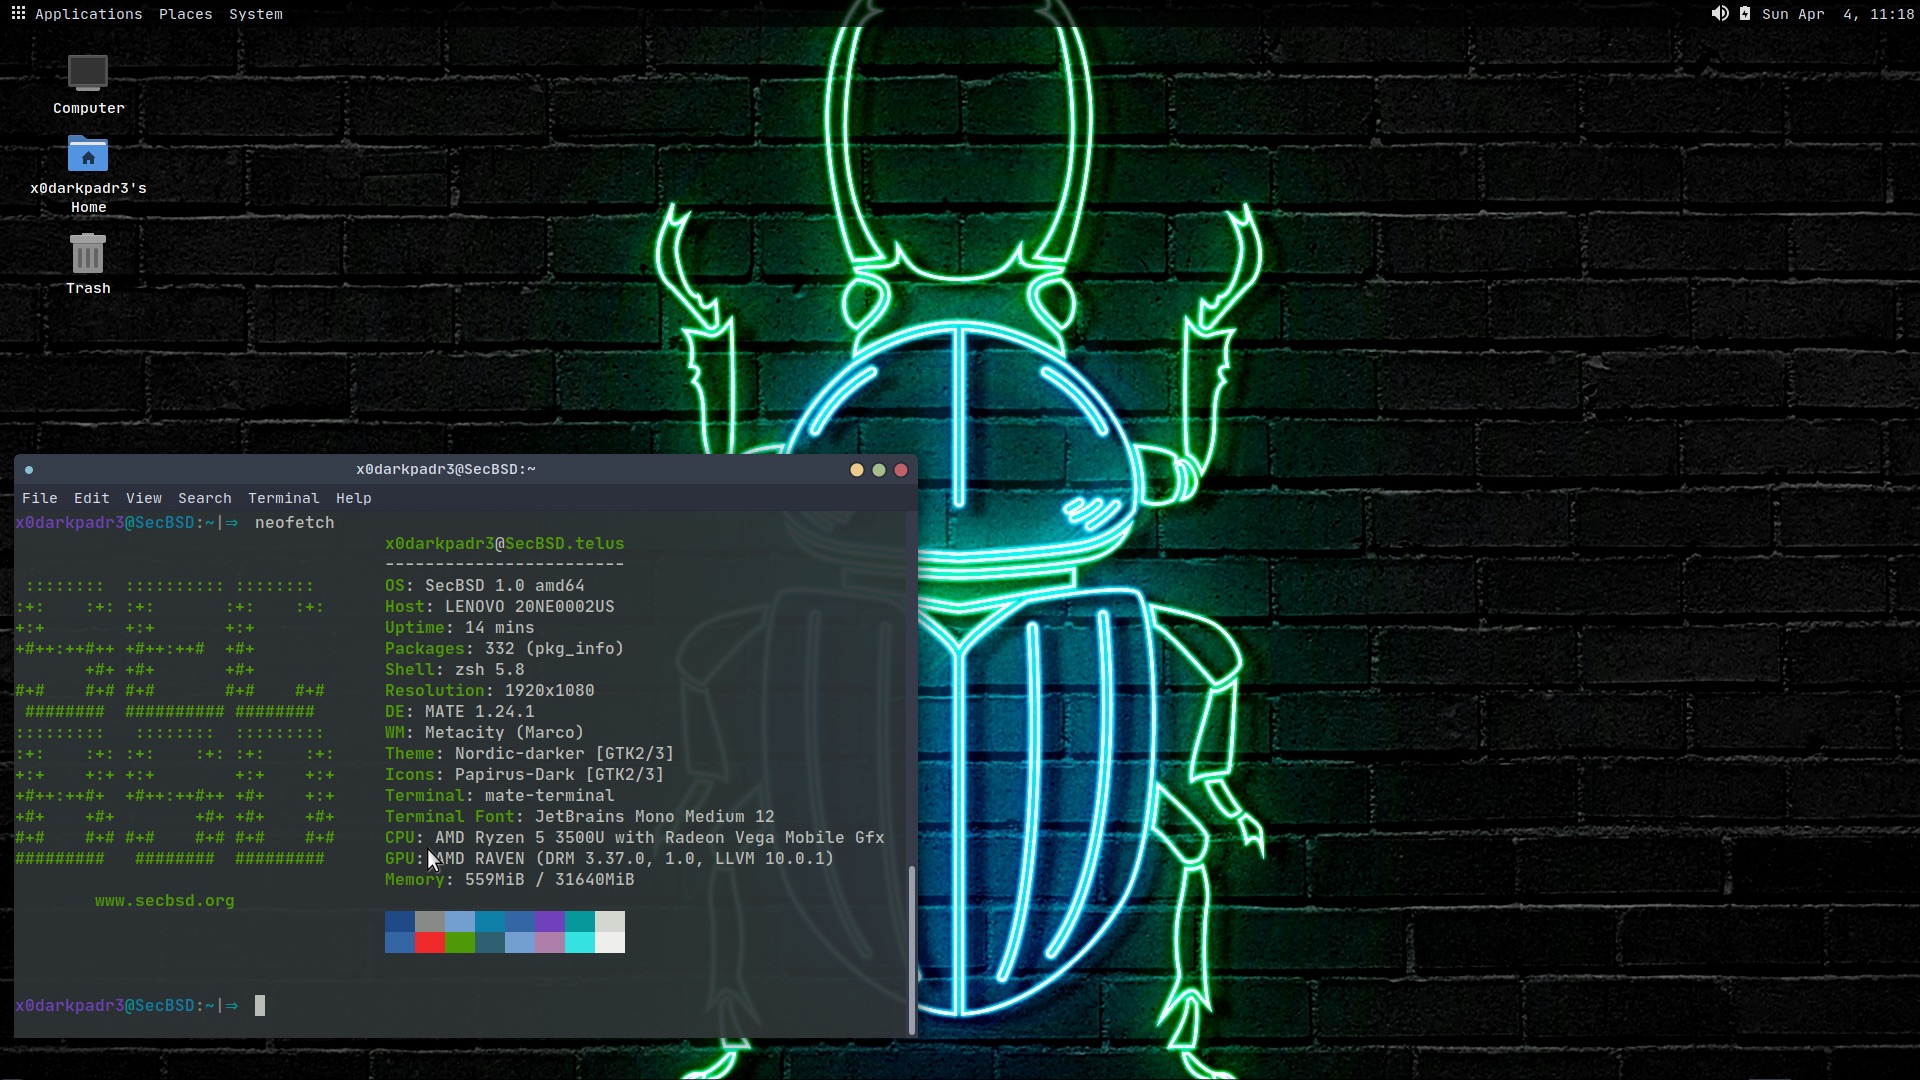 Applications Places System
Sun Apr  4, 11:18
Computer
x0darkpadr3's
Home
Trash
x0darkpadr3@SecBSD:~
File Edit View Search Terminal Help
x0darkpadr3@SecBSD:~|⇒  neofetch
x0darkpadr3@SecBSD.telus
------------------------
 ::::::::  :::::::::: ::::::::   OS: SecBSD 1.0 amd64
:+:    :+: :+:       :+:    :+:  Host: LENOVO 20NE0002US
+:+        +:+       +:+         Uptime: 14 mins
+#++:++#++ +#++:++#  +#+         Packages: 332 (pkg_info)
       +#+ +#+       +#+         Shell: zsh 5.8
#+#    #+# #+#       #+#    #+#  Resolution: 1920x1080
 ########  ########## ########   DE: MATE 1.24.1
:::::::::   ::::::::  :::::::::  WM: Metacity (Marco)
:+:    :+: :+:    :+: :+:    :+: Theme: Nordic-darker [GTK2/3]
+:+    +:+ +:+        +:+    +:+ Icons: Papirus-Dark [GTK2/3]
+#++:++#+  +#++:++#++ +#+    +:+ Terminal: mate-terminal
+#+    +#+        +#+ +#+    +#+ Terminal Font: JetBrains Mono Medium 12
#+#    #+# #+#    #+# #+#    #+# CPU: AMD Ryzen 5 3500U with Radeon Vega Mobile Gfx
#########   ########  #########  GPU: AMD RAVEN (DRM 3.37.0, 1.0, LLVM 10.0.1)
Memory: 559MiB / 31640MiB
www.secbsd.org
x0darkpadr3@SecBSD:~|⇒